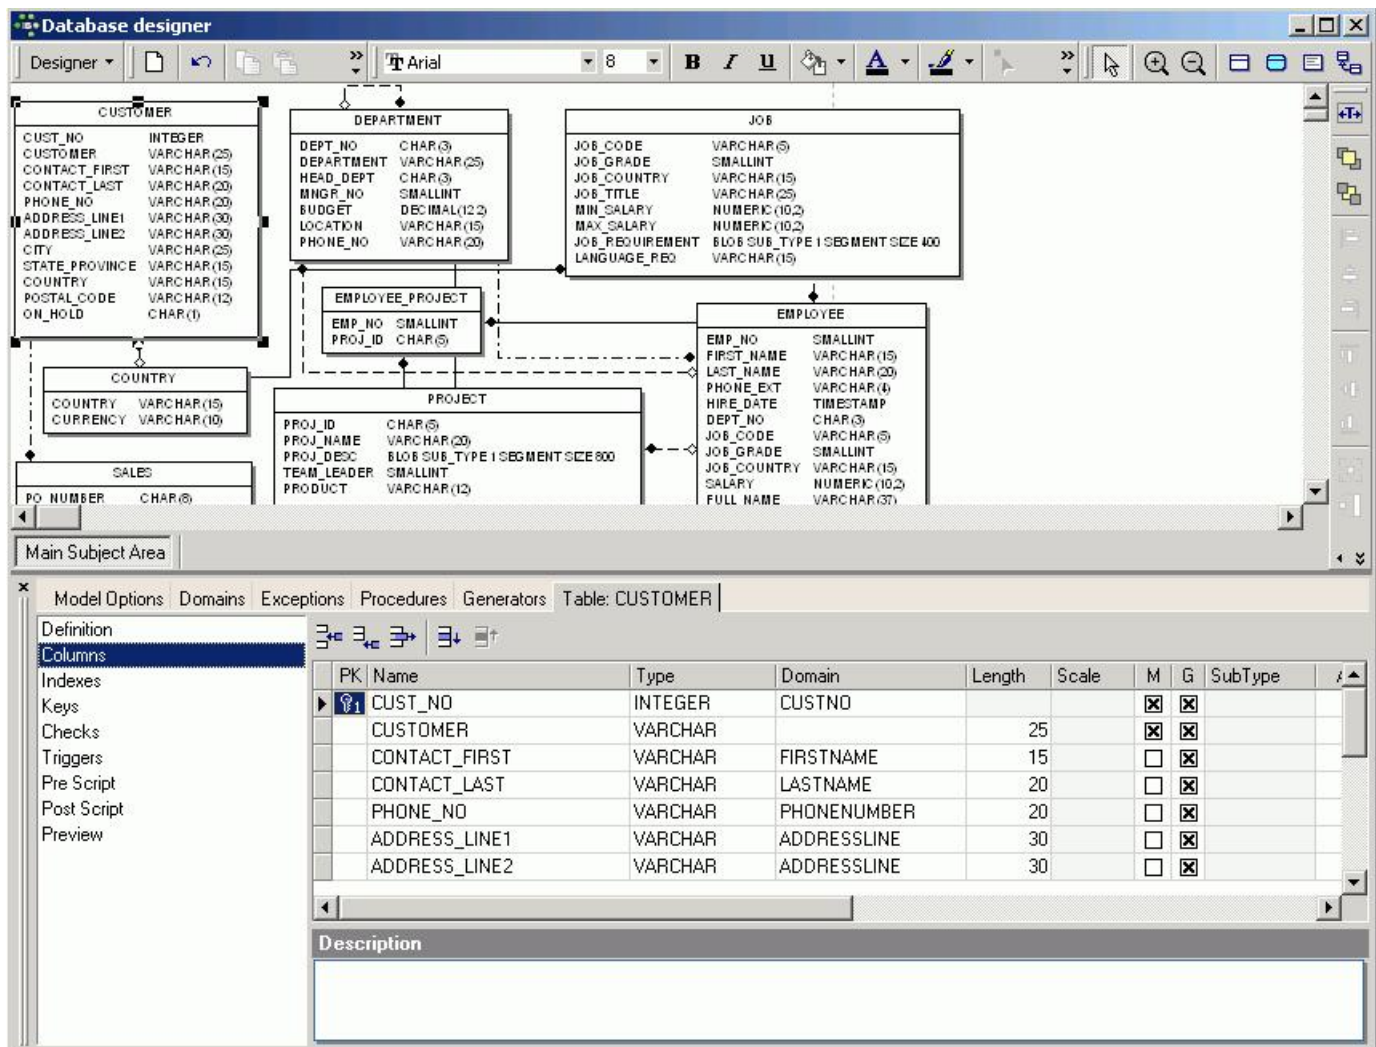 Database designer
Designer
Arial
8
B I U A
CUSTOMER
CUST_NO INTEGER
CUSTOMER VARCHAR(25)
CONTACT_FIRST VARCHAR(15)
CONTACT_LAST VARCHAR(20)
PHONE_NO VARCHAR(20)
ADDRESS_LINE1 VARCHAR(30)
ADDRESS_LINE2 VARCHAR(30)
CITY VARCHAR(25)
STATE_PROVINCE VARCHAR(15)
COUNTRY VARCHAR(15)
POSTAL_CODE VARCHAR(12)
ON_HOLD CHAR(1)
DEPARTMENT
DEPT_NO CHAR(3)
DEPARTMENT VARCHAR(25)
HEAD_DEPT CHAR(3)
MNGR_NO SMALLINT
BUDGET DECIMAL(12,2)
LOCATION VARCHAR(15)
PHONE_NO VARCHAR(20)
JOB
JOB_CODE VARCHAR(5)
JOB_GRADE SMALLINT
JOB_COUNTRY VARCHAR(15)
JOB_TITLE VARCHAR(25)
MIN_SALARY NUMERIC(10,2)
MAX_SALARY NUMERIC(10,2)
JOB_REQUIREMENT BLOB SUB_TYPE 1 SEGMENT SIZE 400
LANGUAGE_REQ VARCHAR(15)
EMPLOYEE_PROJECT
EMP_NO SMALLINT
PROJ_ID CHAR(5)
EMPLOYEE
EMP_NO SMALLINT
FIRST_NAME VARCHAR(15)
LAST_NAME VARCHAR(20)
PHONE_EXT VARCHAR(4)
HIRE_DATE TIMESTAMP
DEPT_NO CHAR(3)
JOB_CODE VARCHAR(5)
JOB_GRADE SMALLINT
JOB_COUNTRY VARCHAR(15)
SALARY NUMERIC(10,2)
FULL_NAME VARCHAR(37)
COUNTRY
COUNTRY VARCHAR(15)
CURRENCY VARCHAR(10)
PROJECT
PROJ_ID CHAR(5)
PROJ_NAME VARCHAR(20)
PROJ_DESC BLOB SUB_TYPE 1 SEGMENT SIZE 800
TEAM_LEADER SMALLINT
PRODUCT VARCHAR(12)
SALES
PO_NUMBER CHAR(8)
Main Subject Area
Model Options Domains Exceptions Procedures Generators Table: CUSTOMER
Definition
Columns
Indexes
Keys
Checks
Triggers
Pre Script
Post Script
Preview
PK Name Type Domain Length Scale M G SubType
1 CUST_NO INTEGER CUSTNO
CUSTOMER VARCHAR 25
CONTACT_FIRST VARCHAR FIRSTNAME 15
CONTACT_LAST VARCHAR LASTNAME 20
PHONE_NO VARCHAR PHONENUMBER 20
ADDRESS_LINE1 VARCHAR ADDRESSLINE 30
ADDRESS_LINE2 VARCHAR ADDRESSLINE 30
Description